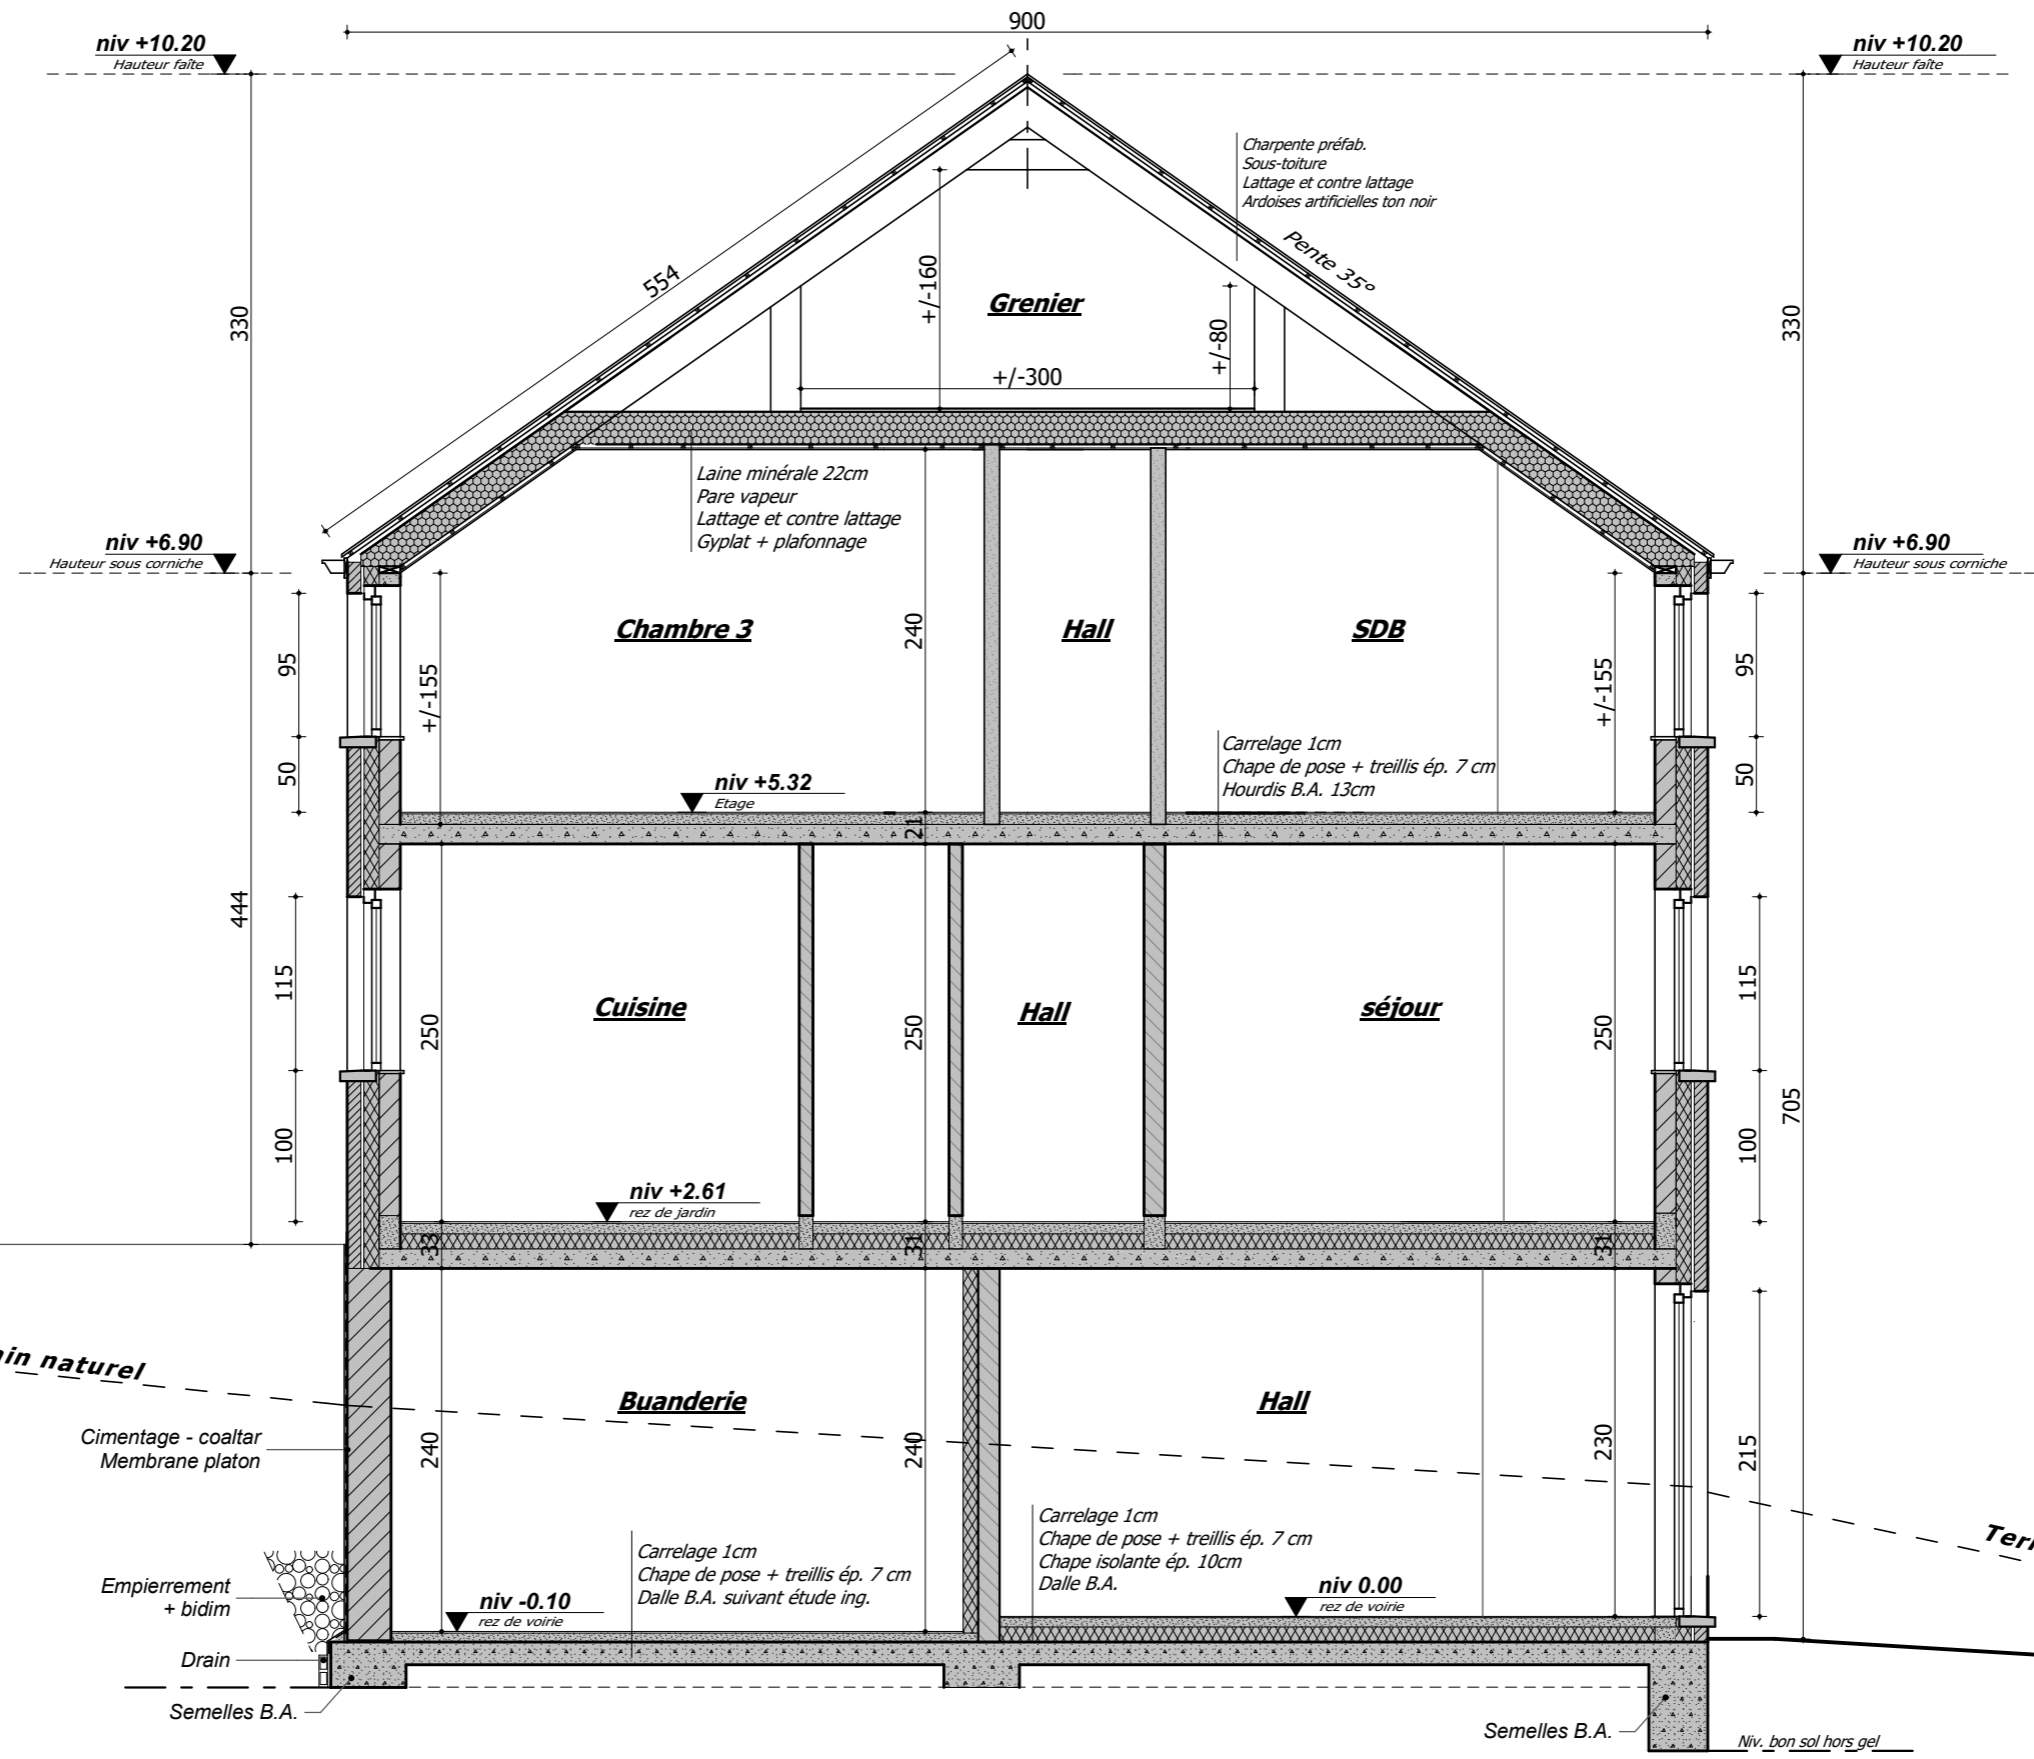 900
niv +10.20
Hauteur faîte
niv +10.20
Hauteur faîte
Charpente préfab.
Sous-toiture
Lattage et contre lattage
Ardoises artificielles ton noir
Pente 35°
554
+/-160
Grenier
+/-80
330
330
+/-300
Laine minérale 22cm
Pare vapeur
Lattage et contre lattage
Gyplat + plafonnage
niv +6.90
Hauteur sous corniche
niv +6.90
Hauteur sous corniche
Chambre 3
240
Hall
SDB
95
+/-155
+/-155
95
50
50
Carrelage 1cm
Chape de pose + treillis ép. 7 cm
Hourdis B.A. 13cm
niv +5.32
Etage
21
444
115
250
Cuisine
250
Hall
séjour
250
115
100
100
705
niv +2.61
rez de jardin
33
31
31
in naturel
Buanderie
Hall
Cimentage - coaltar
Membrane platon
240
240
230
215
Carrelage 1cm
Chape de pose + treillis ép. 7 cm
Dalle B.A. suivant étude ing.
Carrelage 1cm
Chape de pose + treillis ép. 7 cm
Chape isolante ép. 10cm
Dalle B.A.
Terr
Empierrement
+ bidim
niv -0.10
rez de voirie
niv 0.00
rez de voirie
Drain
Semelles B.A.
Semelles B.A.
Niv. bon sol hors gel